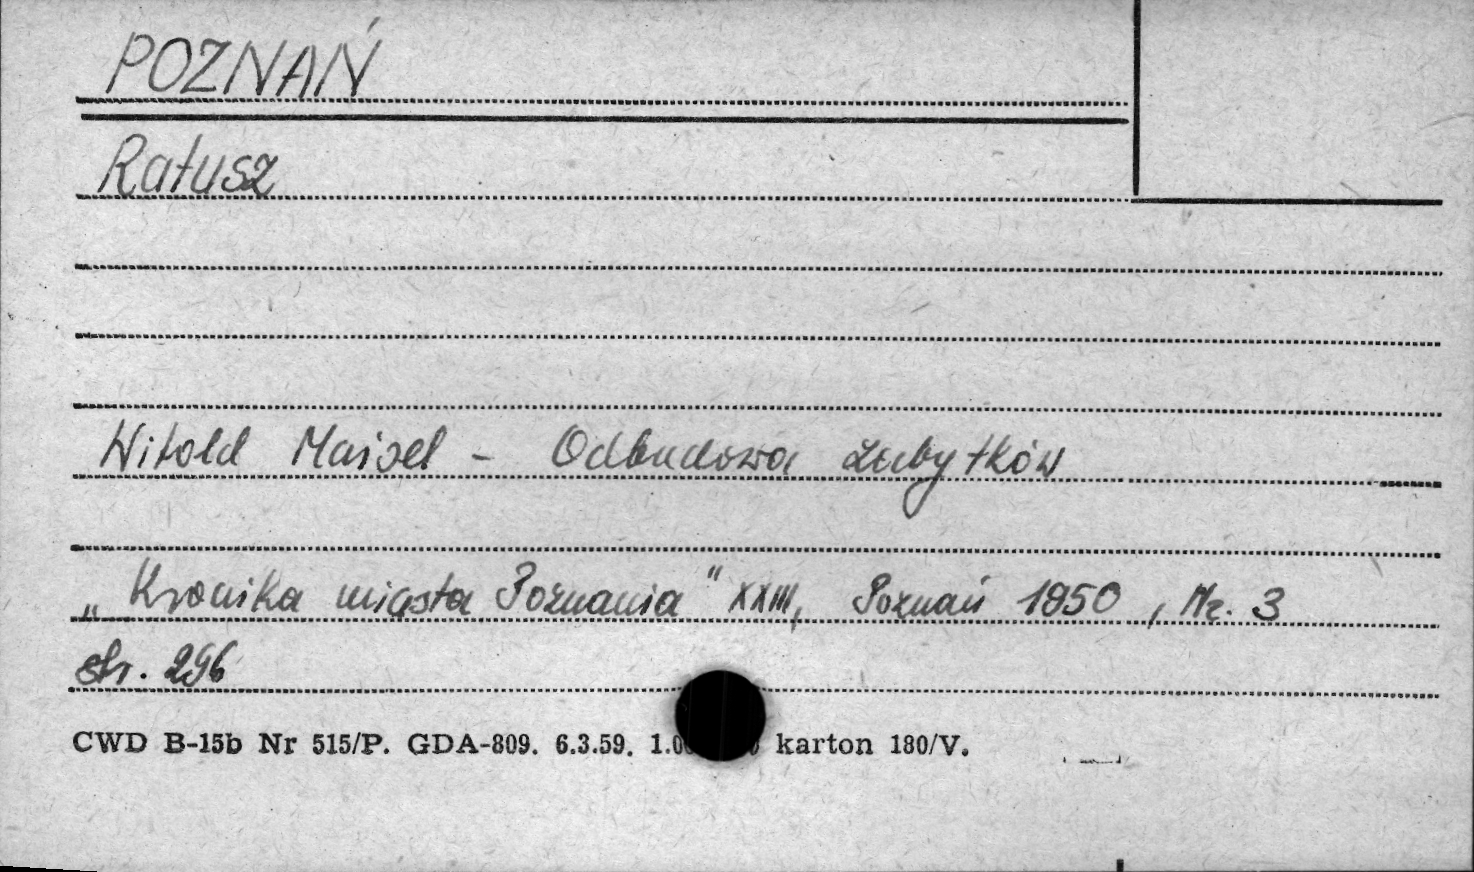 POZNAŃ
Ratusz
Witold Maisel - Odbudowa zabytków
„Kronika miasta Poznania" XXIII, Poznań 1950, Nr. 3
str. 296
CWD B-15b Nr 515/P. GDA-809. 6.3.59. karton 180/V.